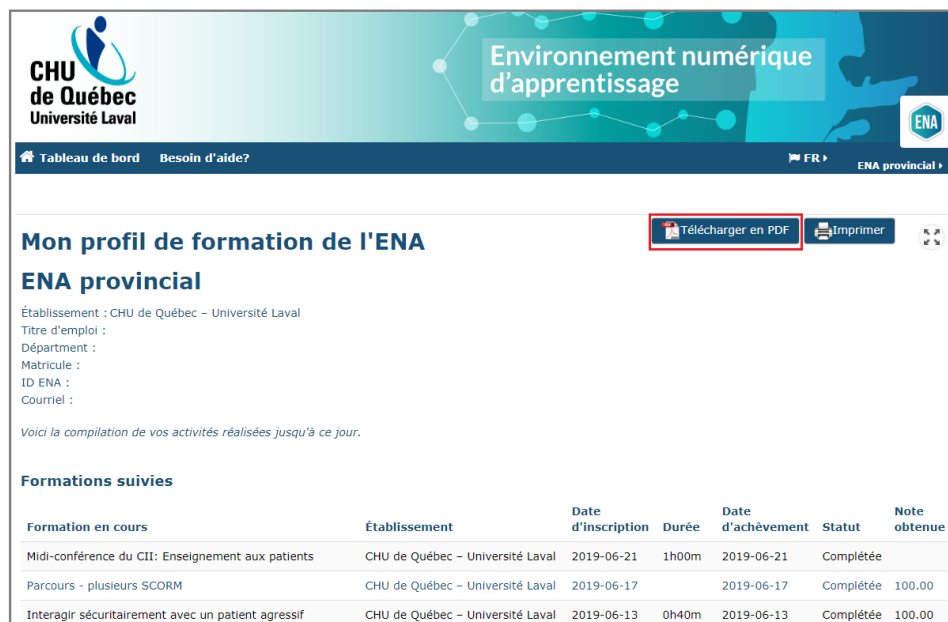 CHU
de Québec
Université Laval
Environnement numérique
d'apprentissage
ENA
Tableau de bord Besoin d'aide? FR ENA provincial
Télécharger en PDF Imprimer
Mon profil de formation de l'ENA
ENA provincial
Établissement : CHU de Québec – Université Laval
Titre d'emploi :
Départment :
Matricule :
ID ENA :
Courriel :
Voici la compilation de vos activités réalisées jusqu'à ce jour.
Formations suivies
Formation en cours Établissement Date d'inscription Durée Date d'achèvement Statut Note obtenue
Midi-conférence du CII: Enseignement aux patients CHU de Québec – Université Laval 2019-06-21 1h00m 2019-06-21 Complétée
Parcours - plusieurs SCORM CHU de Québec – Université Laval 2019-06-17 2019-06-17 Complétée 100.00
Interagir sécuritairement avec un patient agressif CHU de Québec – Université Laval 2019-06-13 0h40m 2019-06-13 Complétée 100.00